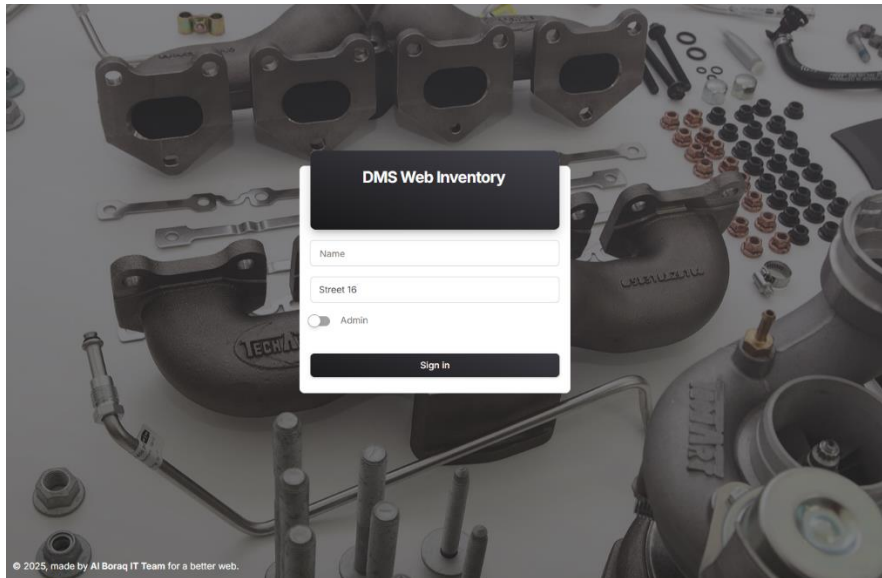 DMS Web Inventory
Name
Street 16
Admin
Sign in
© 2025, made by Al Boraq IT Team for a better web.